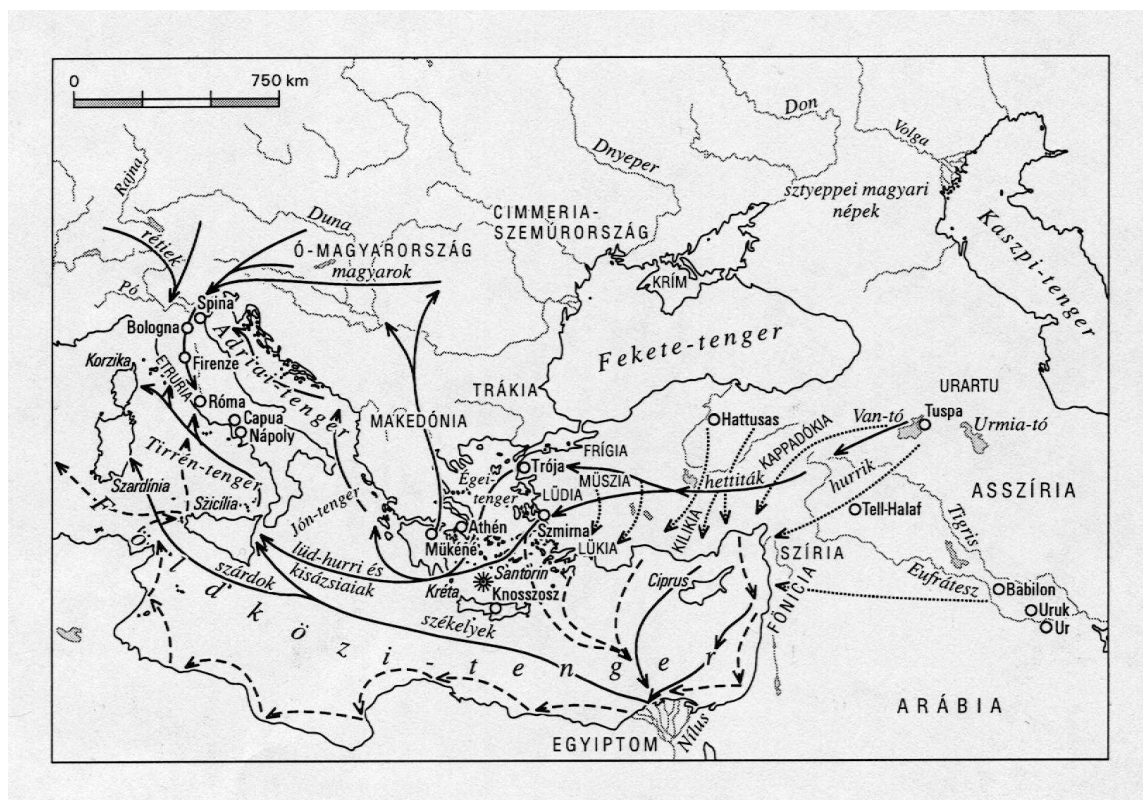 0 750 km
Don
Volga
Rajna
Dnyeper
sztyeppei magyari
népek
Duna
CIMMERIA-
SZEMŰRORSZÁG
Kaszpi-tenger
rétiek
Ó-MAGYARORSZÁG
magyarok
KRÍM
Pó
Spina
Bologna
Adriai-tenger
Fekete-tenger
Korzika
ETRURIA
Firenze
TRÁKIA
URARTU
Róma
Capua
Nápoly
MAKEDÓNIA
Hattusas
KAPPADÓKIA
Van-tó
Tuspa
Urmia-tó
Tirrén-tenger
FRÍGIA
Trója
Égei-
tenger
MÜSZIA
hettiták
hurrik
Szardínia
Szicília
Ión-tenger
LÜDIA
ASSZÍRIA
Tell-Halaf
Athén
Szmirna
KILIKIA
Tigris
Mükéné
LÜKIA
SZÍRIA
lüd-hurri és
kisázsiaiak
szárdok
Santorin
Kréta
Knosszosz
Ciprus
FŐNÍCIA
Eufrátesz
Babilon
Uruk
Ur
székelyek
Földközi-tenger
ARÁBIA
EGYIPTOM
Nílus